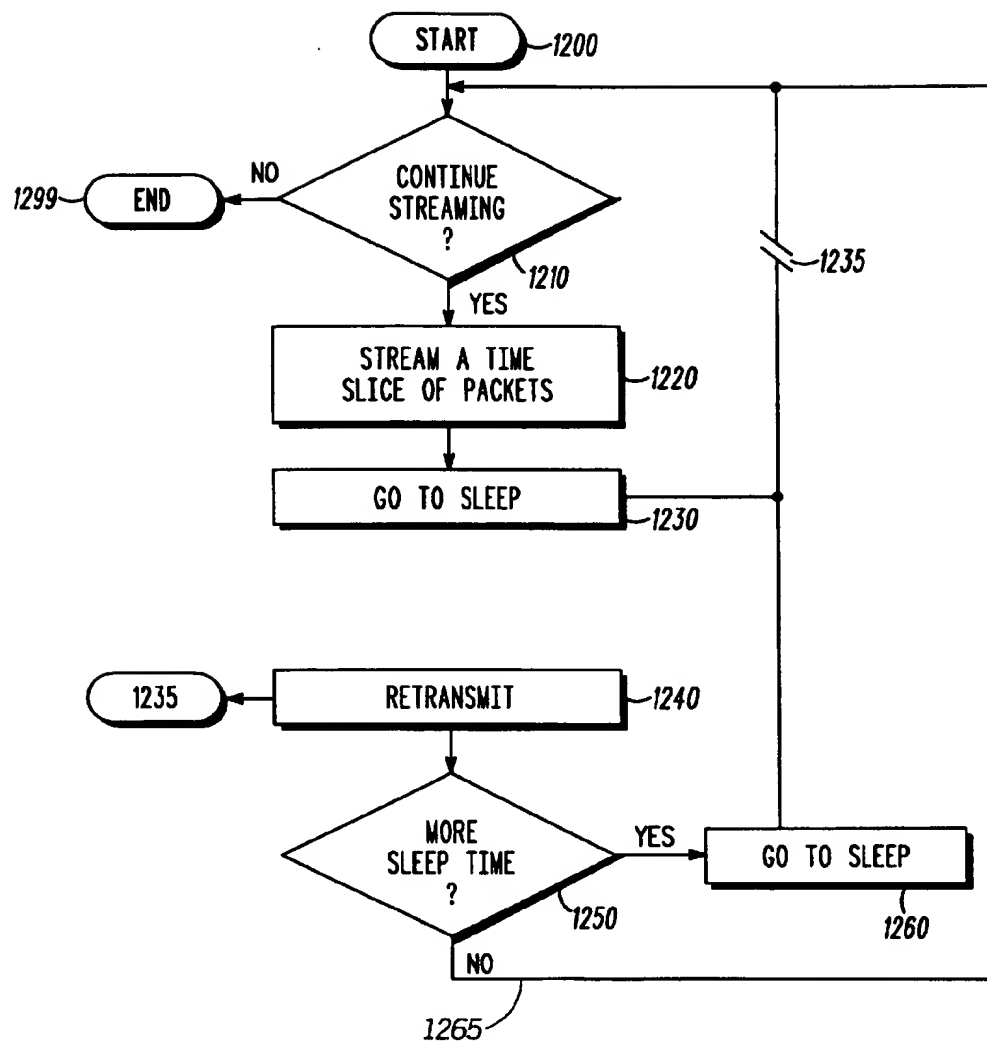 START
1200
NO
1299
END
CONTINUE
STREAMING
?
1210
1235
YES
STREAM A TIME
SLICE OF PACKETS
1220
GO TO SLEEP
1230
1235
RETRANSMIT
1240
MORE
SLEEP TIME
?
YES
GO TO SLEEP
1250
1260
NO
1265